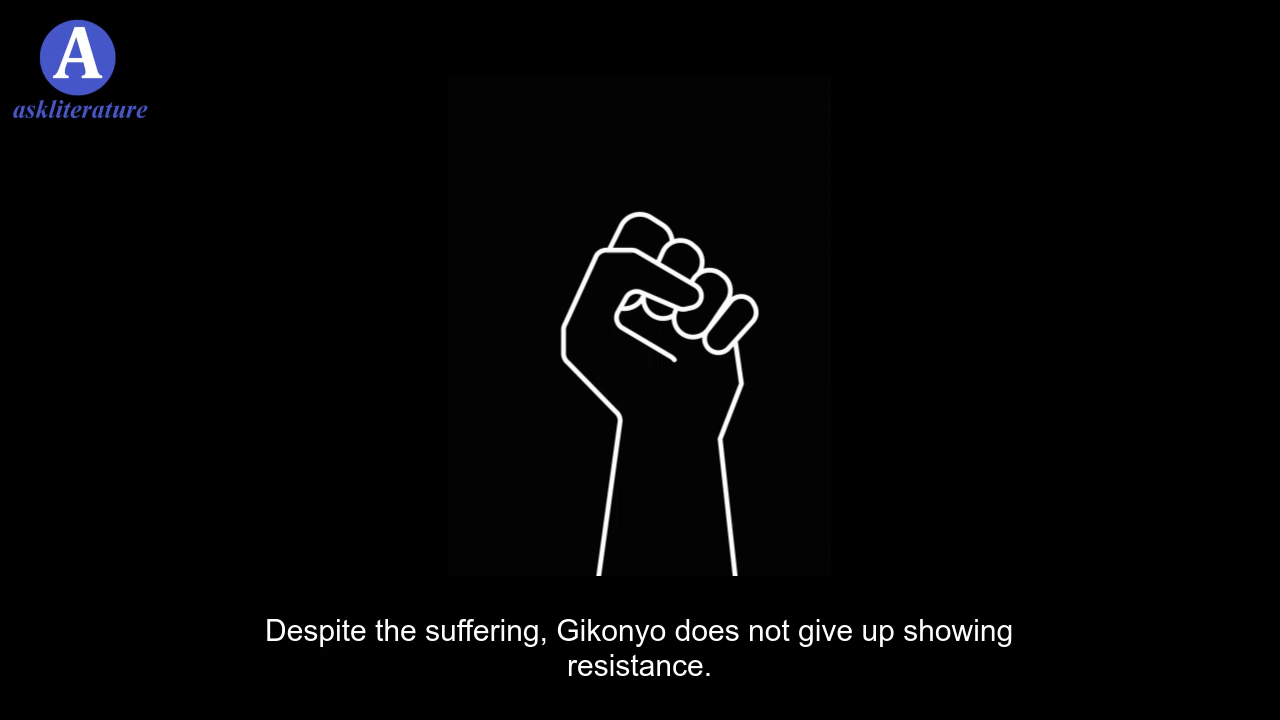 A
askliterature
Despite the suffering, Gikonyo does not give up showing
resistance.